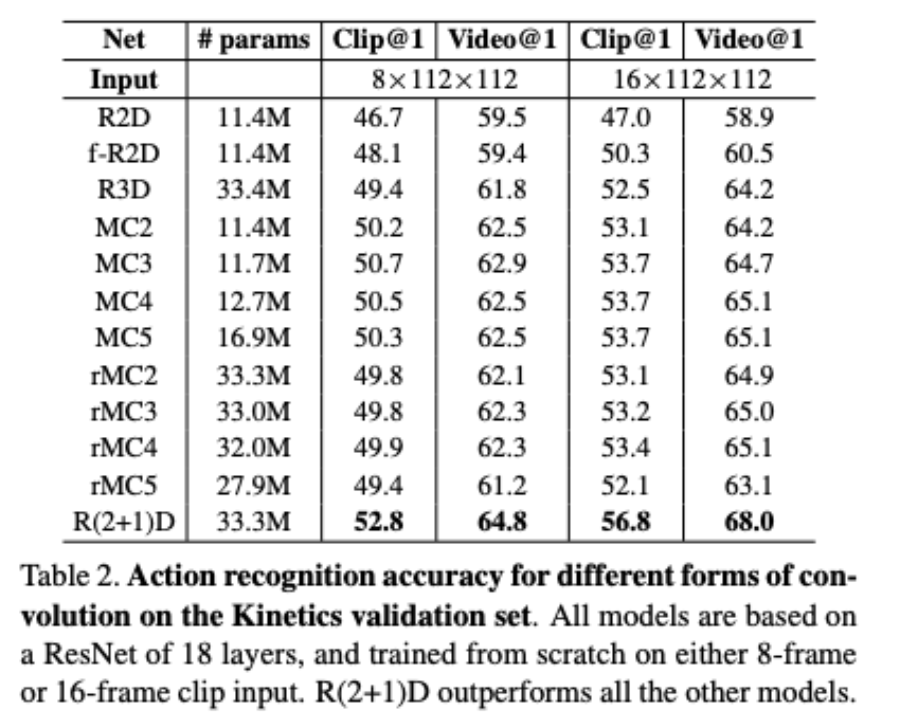 Net # params Clip@1 Video@1 Clip@1 Video@1
Input 8×112×112 16×112×112
R2D 11.4M 46.7 59.5 47.0 58.9
f-R2D 11.4M 48.1 59.4 50.3 60.5
R3D 33.4M 49.4 61.8 52.5 64.2
MC2 11.4M 50.2 62.5 53.1 64.2
MC3 11.7M 50.7 62.9 53.7 64.7
MC4 12.7M 50.5 62.5 53.7 65.1
MC5 16.9M 50.3 62.5 53.7 65.1
rMC2 33.3M 49.8 62.1 53.1 64.9
rMC3 33.0M 49.8 62.3 53.2 65.0
rMC4 32.0M 49.9 62.3 53.4 65.1
rMC5 27.9M 49.4 61.2 52.1 63.1
R(2+1)D 33.3M 52.8 64.8 56.8 68.0
Table 2. Action recognition accuracy for different forms of con-
volution on the Kinetics validation set. All models are based on
a ResNet of 18 layers, and trained from scratch on either 8-frame
or 16-frame clip input. R(2+1)D outperforms all the other models.